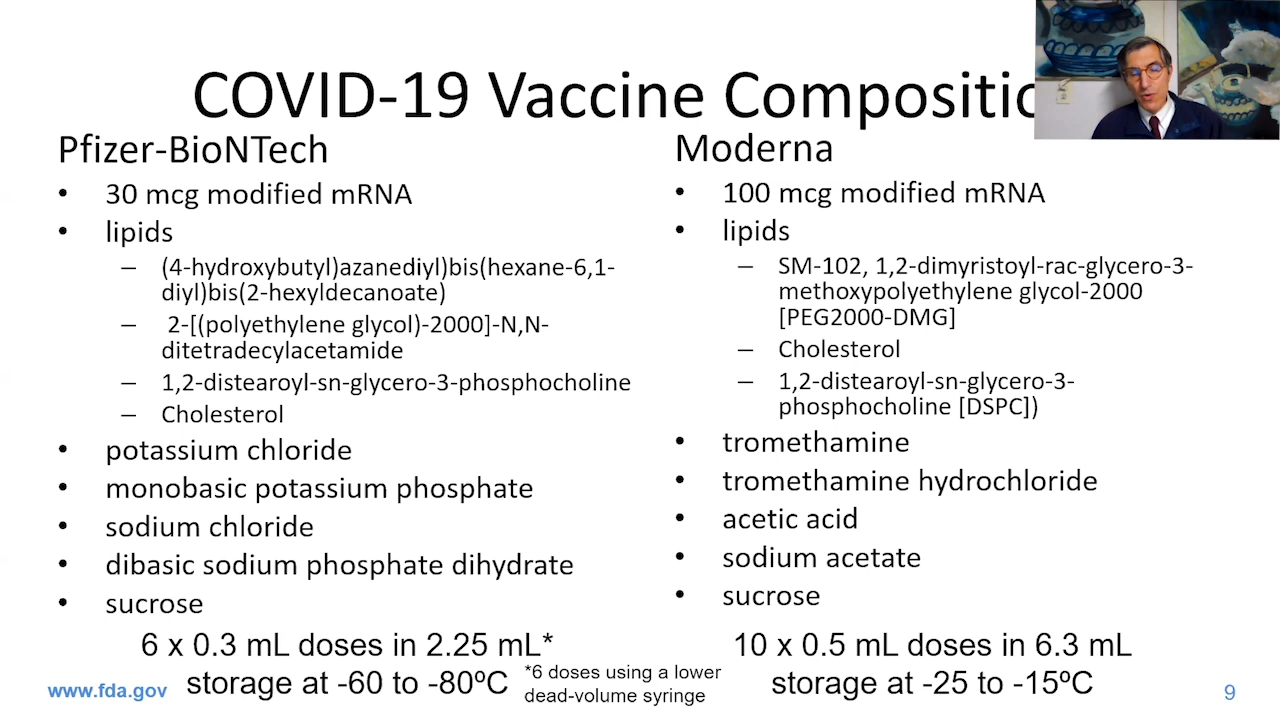 COVID-19 Vaccine Compositio
Pfizer-BioNTech
• 30 mcg modified mRNA
• lipids
– (4-hydroxybutyl)azanediyl)bis(hexane-6,1-
diyl)bis(2-hexyldecanoate)
– 2-[(polyethylene glycol)-2000]-N,N-
ditetradecylacetamide
– 1,2-distearoyl-sn-glycero-3-phosphocholine
– Cholesterol
• potassium chloride
• monobasic potassium phosphate
• sodium chloride
• dibasic sodium phosphate dihydrate
• sucrose
6 x 0.3 mL doses in 2.25 mL*
storage at -60 to -80ºC
*6 doses using a lower
dead-volume syringe
Moderna
• 100 mcg modified mRNA
• lipids
– SM-102, 1,2-dimyristoyl-rac-glycero-3-
methoxypolyethylene glycol-2000
[PEG2000-DMG]
– Cholesterol
– 1,2-distearoyl-sn-glycero-3-
phosphocholine [DSPC])
• tromethamine
• tromethamine hydrochloride
• acetic acid
• sodium acetate
• sucrose
10 x 0.5 mL doses in 6.3 mL
storage at -25 to -15ºC
www.fda.gov
9